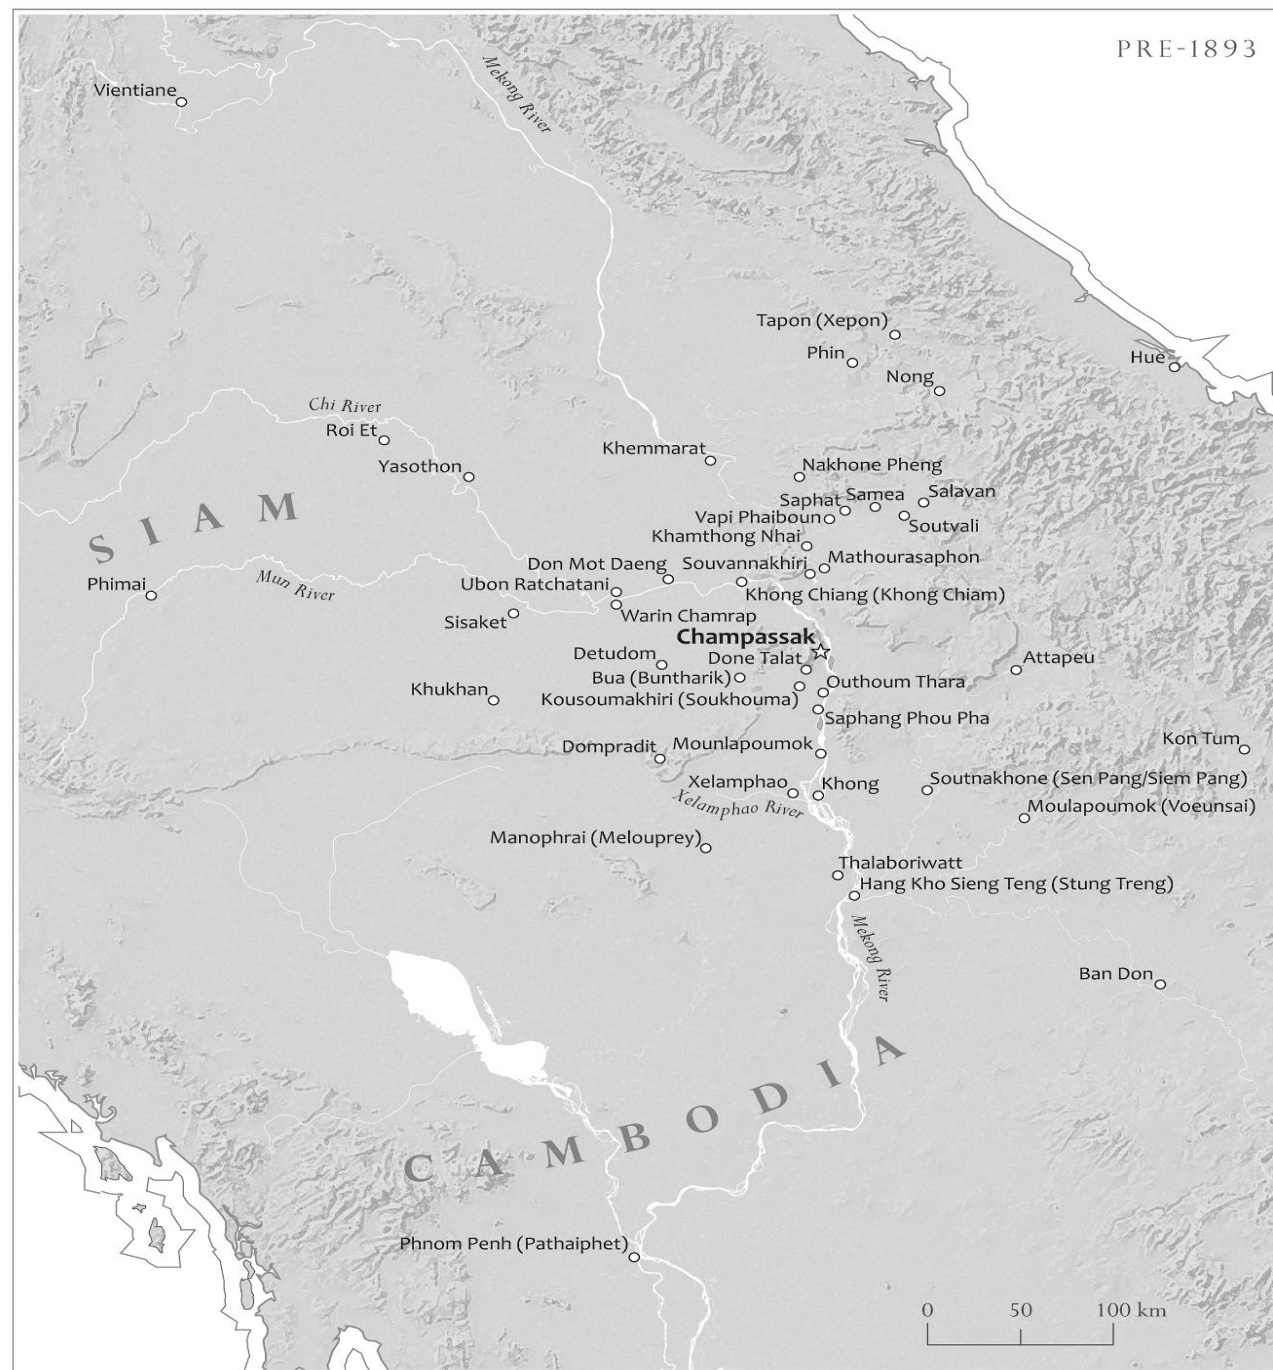 PRE-1893
Mekong River
Vientiane
Tapon (Xepon)
Phin
Hué
Nong
Chi River
Roi Et
Khemmarat
Yasothon
Nakhone Pheng
Saphat
Samea
Salavan
SIAM
Vapi Phaiboun
Soutvali
Khamthong Nhai
Don Mot Daeng
Souvannakhiri
Mathourasaphon
Phimai
Mun River
Ubon Ratchatani
Khong Chiang (Khong Chiam)
Sisaket
Warin Chamrap
Champassak
Detudom
Done Talat
Attapeu
Bua (Buntharik)
Outhoum Thara
Khukhan
Kousoumakhiri (Soukhouma)
Saphang Phou Pha
Dompradit
Mounlapoumok
Kon Tum
Xelamphao
Khong
Soutnakhone (Sen Pang/Siem Pang)
Xelamphao River
Moulapoumok (Voeunsai)
Manophrai (Melouprey)
Thalaboriwatt
Hang Kho Sieng Teng (Stung Treng)
Mekong River
Ban Don
CAMBODIA
Phnom Penh (Pathaiphet)
0 50 100 km